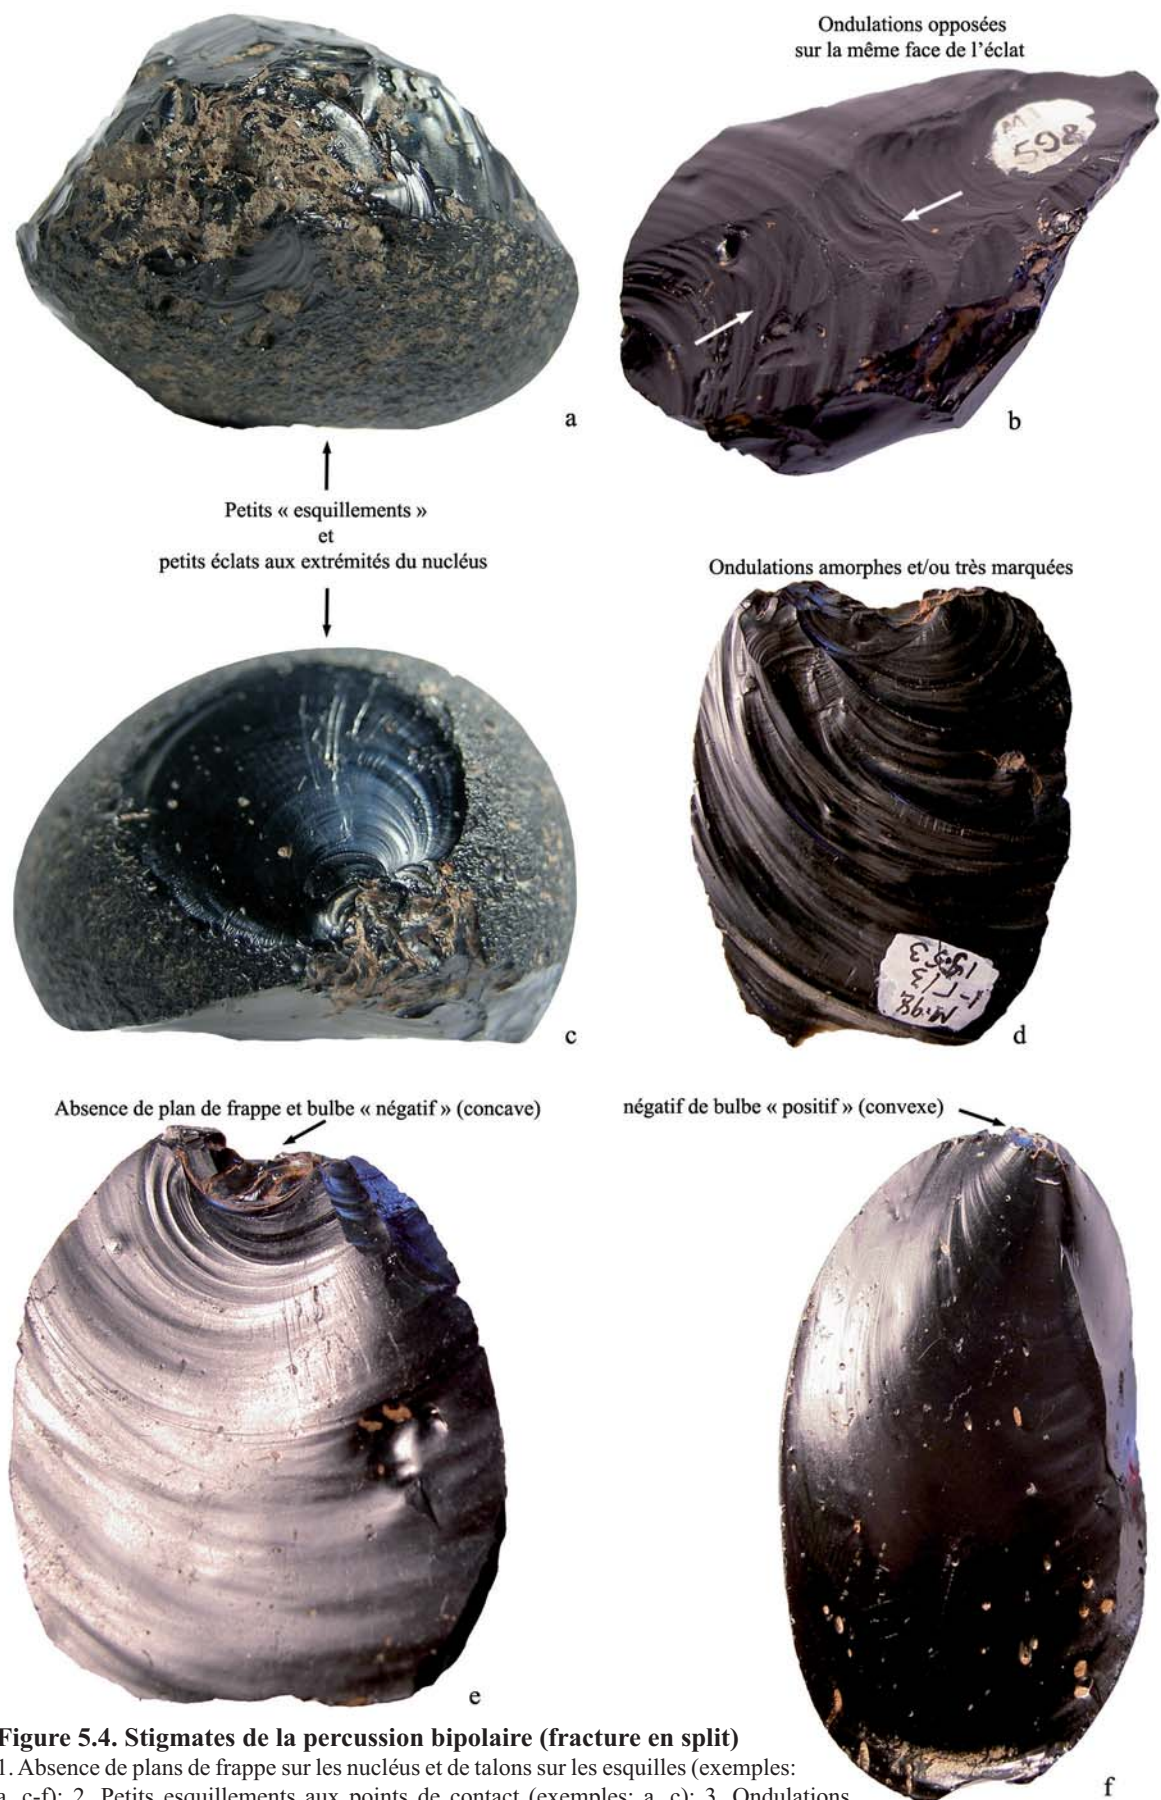 Ondulations opposées
sur la même face de l'éclat
M1
598
a
b
Petits « esquillements »
et
petits éclats aux extrémités du nucléus
Ondulations amorphes et/ou très marquées
M.98
1953
c
d
Absence de plan de frappe et bulbe « négatif » (concave)
négatif de bulbe « positif » (convexe)
e
Figure 5.4. Stigmates de la percussion bipolaire (fracture en split)
1. Absence de plans de frappe sur les nucléus et de talons sur les esquilles (exemples:
a, c-f); 2. Petits esquillements aux points de contact (exemples: a, c); 3. Ondulations
f